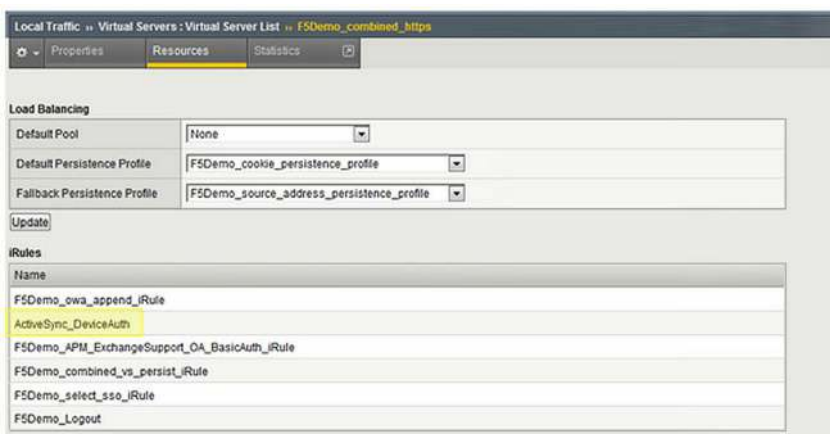 Local Traffic ›› Virtual Servers : Virtual Server List ›› F5Demo_combined_https
Properties Resources Statistics
Load Balancing
Default Pool None
Default Persistence Profile F5Demo_cookie_persistence_profile
Fallback Persistence Profile F5Demo_source_address_persistence_profile
Update
iRules
Name
F5Demo_owa_append_iRule
ActiveSync_DeviceAuth
F5Demo_APM_ExchangeSupport_OA_BasicAuth_iRule
F5Demo_combined_vs_persist_iRule
F5Demo_select_sso_iRule
F5Demo_Logout